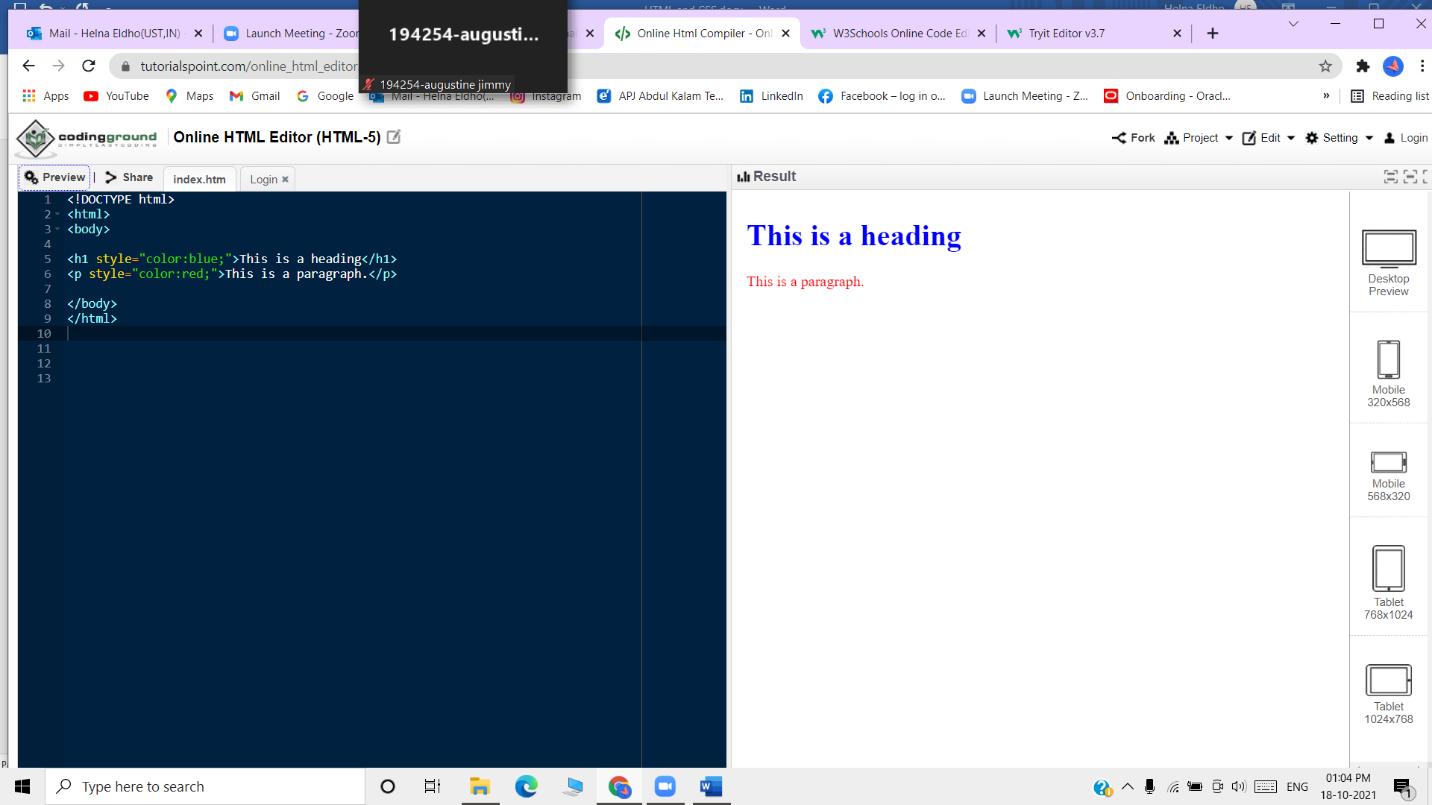 Mail - Helna Eldho(UST,IN)
Launch Meeting - Zoom
194254-augusti...
Online Html Compiler - Onl
W3Schools Online Code Edi
Tryit Editor v3.7
tutorialspoint.com/online_html_editor.
194254-augustine jimmy
Apps
YouTube
Maps
Gmail
Google
Mail - Helna Eldho(...
Instagram
APJ Abdul Kalam Te...
LinkedIn
Facebook – log in o...
Launch Meeting - Z...
Onboarding - Oracl...
»
Reading list
codingground
SIMPLYEASYCODING
Online HTML Editor (HTML-5)
Fork
Project
Edit
Setting
Login
Preview
Share
index.htm
Login
Result
1 <!DOCTYPE html>
2 <html>
3 <body>
4
5 <h1 style="color:blue;">This is a heading</h1>
6 <p style="color:red;">This is a paragraph.</p>
7
8 </body>
9 </html>
10
11
12
13
This is a heading
This is a paragraph.
Desktop
Preview
Mobile
320x568
Mobile
568x320
Tablet
768x1024
Tablet
1024x768
Type here to search
ENG
01:04 PM
18-10-2021
1